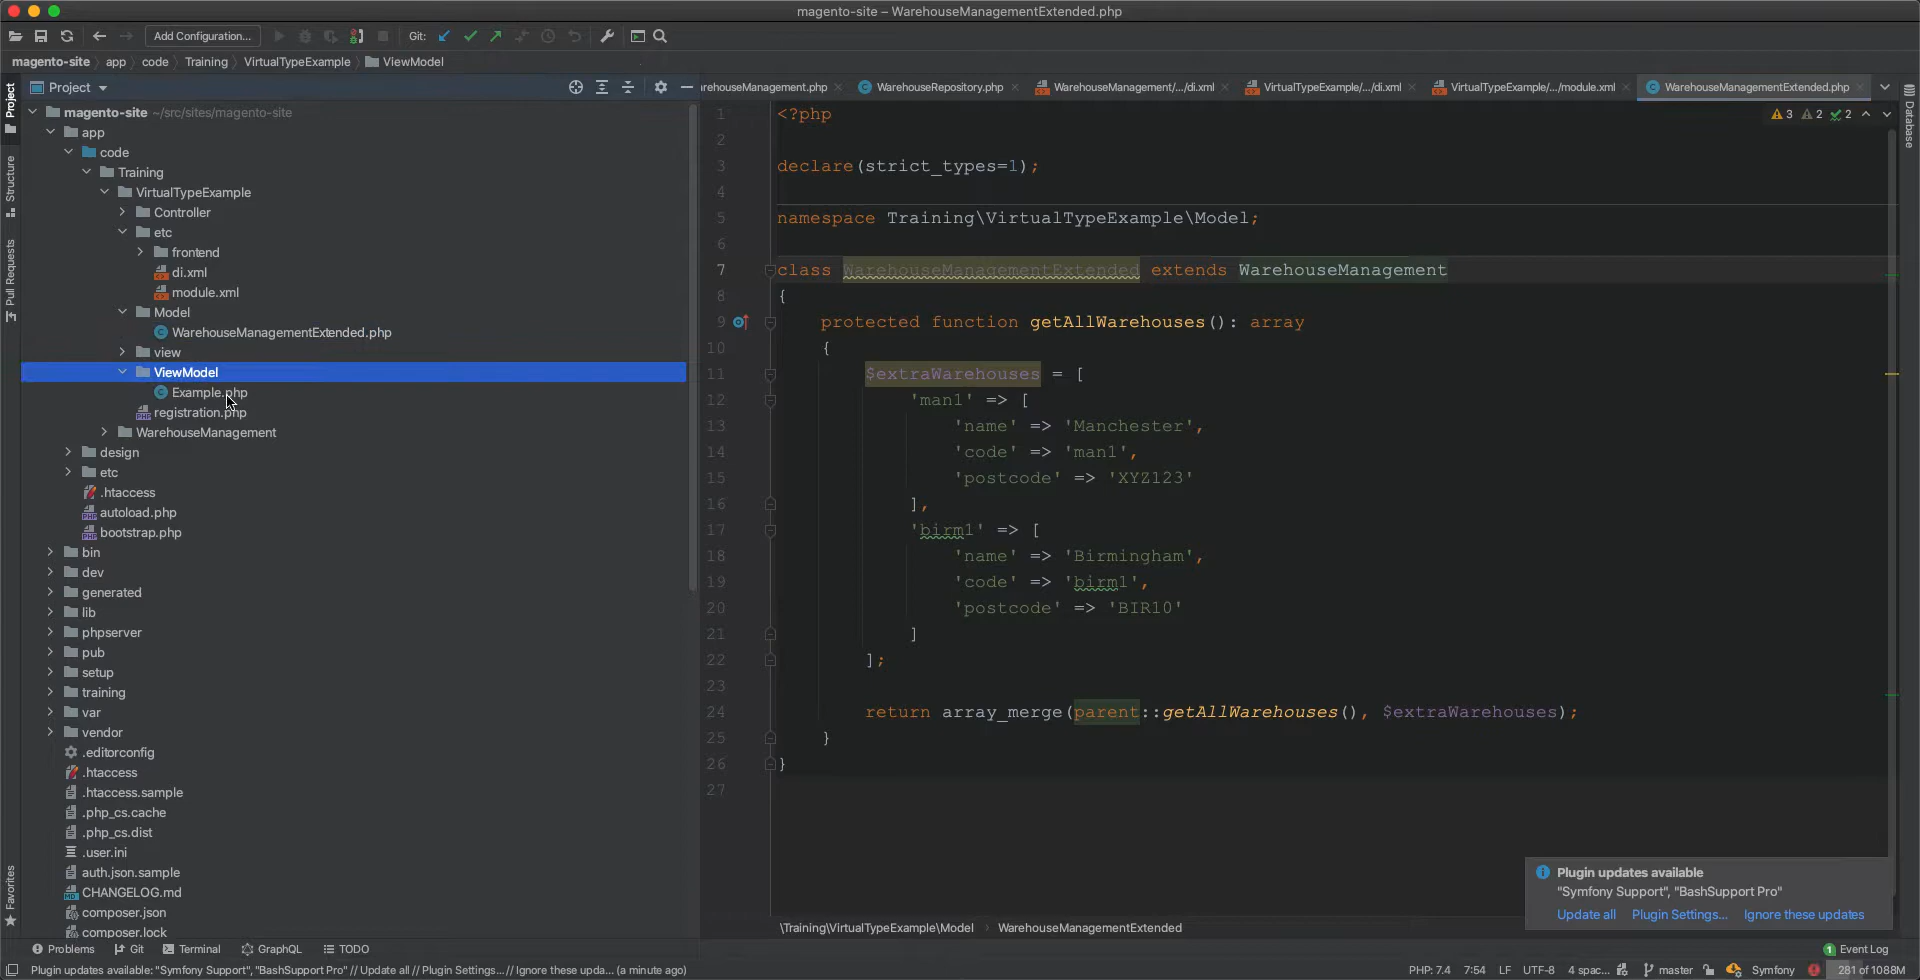 magento-site – WarehouseManagementExtended.php
Add Configuration...
Git:
magento-site
app
code
Training
VirtualTypeExample
ViewModel
Project
rehouseManagement.php
WarehouseRepository.php
WarehouseManagement/.../di.xml
VirtualTypeExample/.../di.xml
VirtualTypeExample/.../module.xml
WarehouseManagementExtended.php
Project
Structure
Pull Requests
Favorites
Database
magento-site ~/src/sites/magento-site
app
code
Training
VirtualTypeExample
Controller
etc
frontend
di.xml
module.xml
Model
WarehouseManagementExtended.php
view
ViewModel
Example.php
registration.php
WarehouseManagement
design
etc
.htaccess
autoload.php
bootstrap.php
bin
dev
generated
lib
phpserver
pub
setup
training
var
vendor
.editorconfig
.htaccess
.htaccess.sample
.php_cs.cache
.php_cs.dist
.user.ini
auth.json.sample
CHANGELOG.md
composer.json
composer.lock
3 2 2
1 <?php
2
3 declare(strict_types=1);
4
5 namespace Training\VirtualTypeExample\Model;
6
7 class WarehouseManagementExtended extends WarehouseManagement
8 {
9 protected function getAllWarehouses(): array
10 {
11 $extraWarehouses = [
12 'man1' => [
13 'name' => 'Manchester',
14 'code' => 'man1',
15 'postcode' => 'XYZ123'
16 ],
17 'birm1' => [
18 'name' => 'Birmingham',
19 'code' => 'birm1',
20 'postcode' => 'BIR10'
21 ]
22 ];
23
24 return array_merge(parent::getAllWarehouses(), $extraWarehouses);
25 }
26 }
27
Plugin updates available
"Symfony Support", "BashSupport Pro"
Update all Plugin Settings... Ignore these updates
\Training\VirtualTypeExample\Model › WarehouseManagementExtended
Problems
Git
Terminal
GraphQL
TODO
1 Event Log
Plugin updates available: "Symfony Support", "BashSupport Pro" // Update all // Plugin Settings... // Ignore these upda... (a minute ago)
PHP: 7.4 7:54 LF UTF-8 4 spac... master Symfony 281 of 1088M